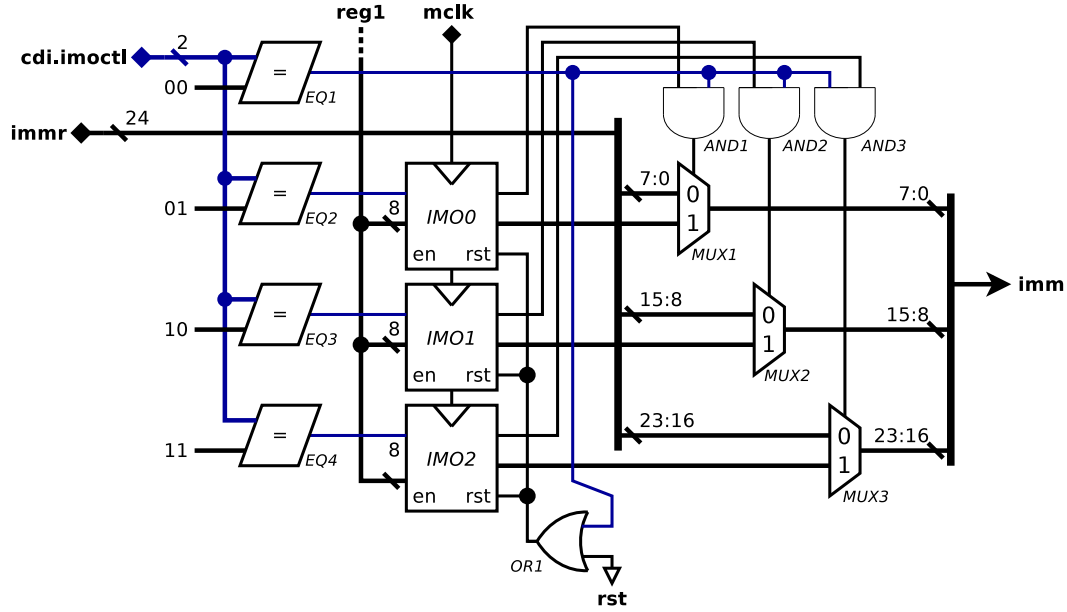 reg1 mclk
cdi.imoctl 2
=
00 EQ1
immr 24
AND1 AND2 AND3
=
01 EQ2
8 IMO0
en rst
7:0 0
1
MUX1
7:0
=
10 EQ3
8 IMO1
en rst
15:8 0
1
MUX2
15:8
imm
=
11 EQ4
8 IMO2
en rst
23:16 0
1
MUX3
23:16
OR1
rst